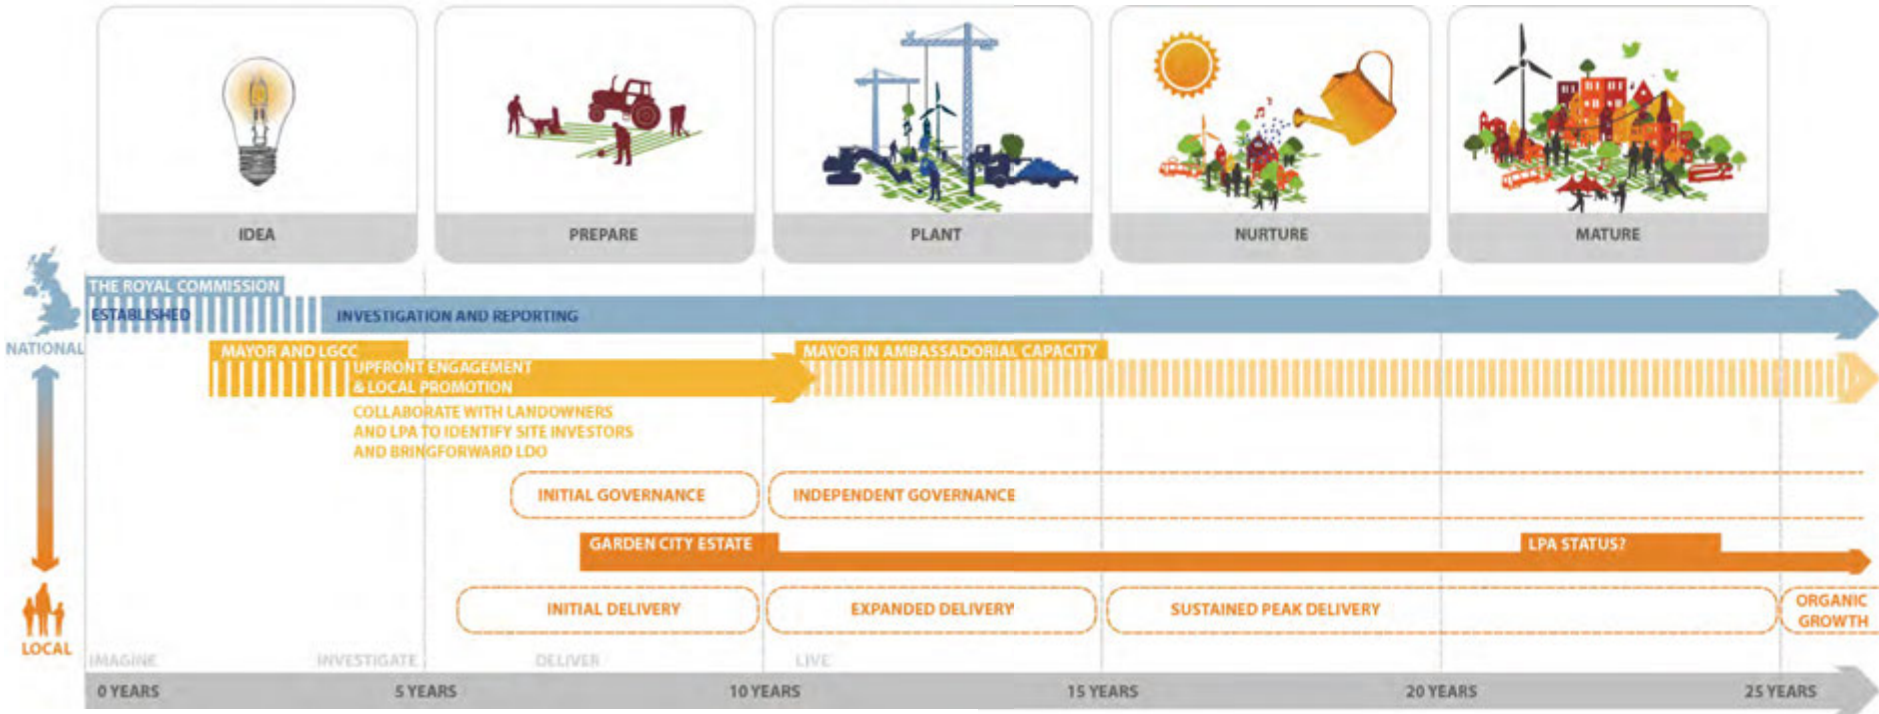 IDEA
PREPARE
PLANT
NURTURE
MATURE
THE ROYAL COMMISSION
ESTABLISHED
INVESTIGATION AND REPORTING
NATIONAL
MAYOR AND LGCC
MAYOR IN AMBASSADORIAL CAPACITY
UPFRONT ENGAGEMENT
& LOCAL PROMOTION
COLLABORATE WITH LANDOWNERS
AND LPA TO IDENTIFY SITE INVESTORS
AND BRINGFORWARD LDO
INITIAL GOVERNANCE
INDEPENDENT GOVERNANCE
GARDEN CITY ESTATE
LPA STATUS?
INITIAL DELIVERY
EXPANDED DELIVERY
SUSTAINED PEAK DELIVERY
ORGANIC
GROWTH
LOCAL
IMAGINE
INVESTIGATE
DELIVER
LIVE
0 YEARS
5 YEARS
10 YEARS
15 YEARS
20 YEARS
25 YEARS